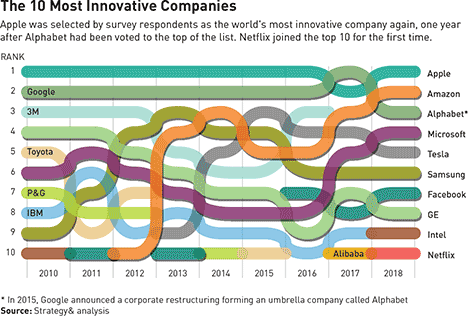 The 10 Most Innovative Companies
Apple was selected by survey respondents as the world's most innovative company again, one year
after Alphabet had been voted to the top of the list. Netflix joined the top 10 for the first time.
RANK
1
Apple
2
Google
Amazon
3
3M
Alphabet*
4
Microsoft
5
Toyota
Tesla
6
Samsung
7
P&G
Facebook
8
IBM
GE
9
Intel
10
Alibaba
Netflix
2010 2011 2012 2013 2014 2015 2016 2017 2018
* In 2015, Google announced a corporate restructuring forming an umbrella company called Alphabet
Source: Strategy& analysis